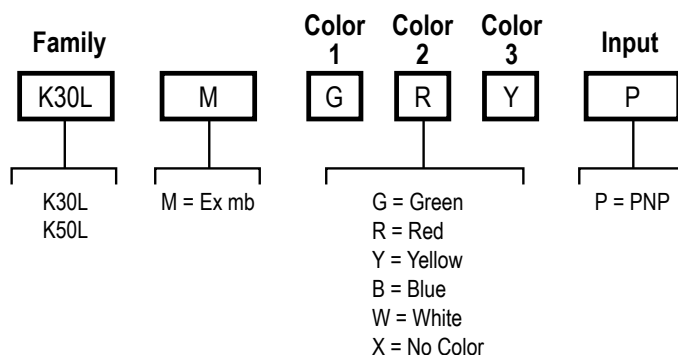 Family
Color
1
Color
2
Color
3
Input
K30L
M
G
R
Y
P
K30L
K50L
M = Ex mb
G = Green
R = Red
Y = Yellow
B = Blue
W = White
X = No Color
P = PNP